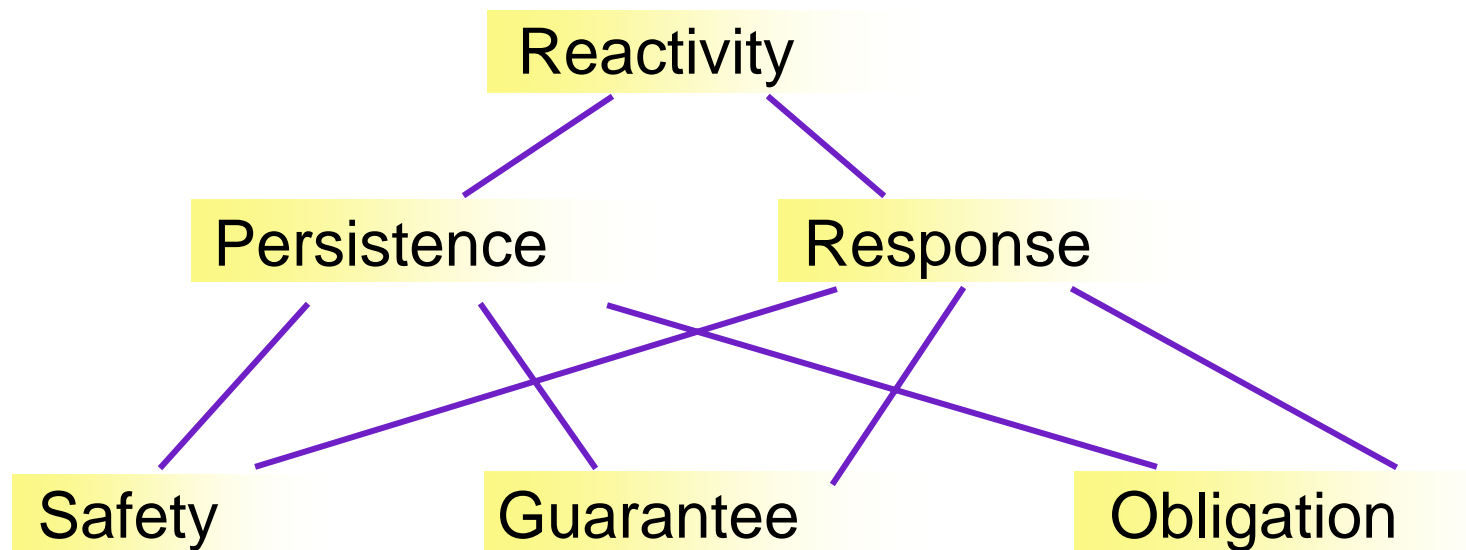 Reactivity
Persistence
Response
Safety
Guarantee
Obligation